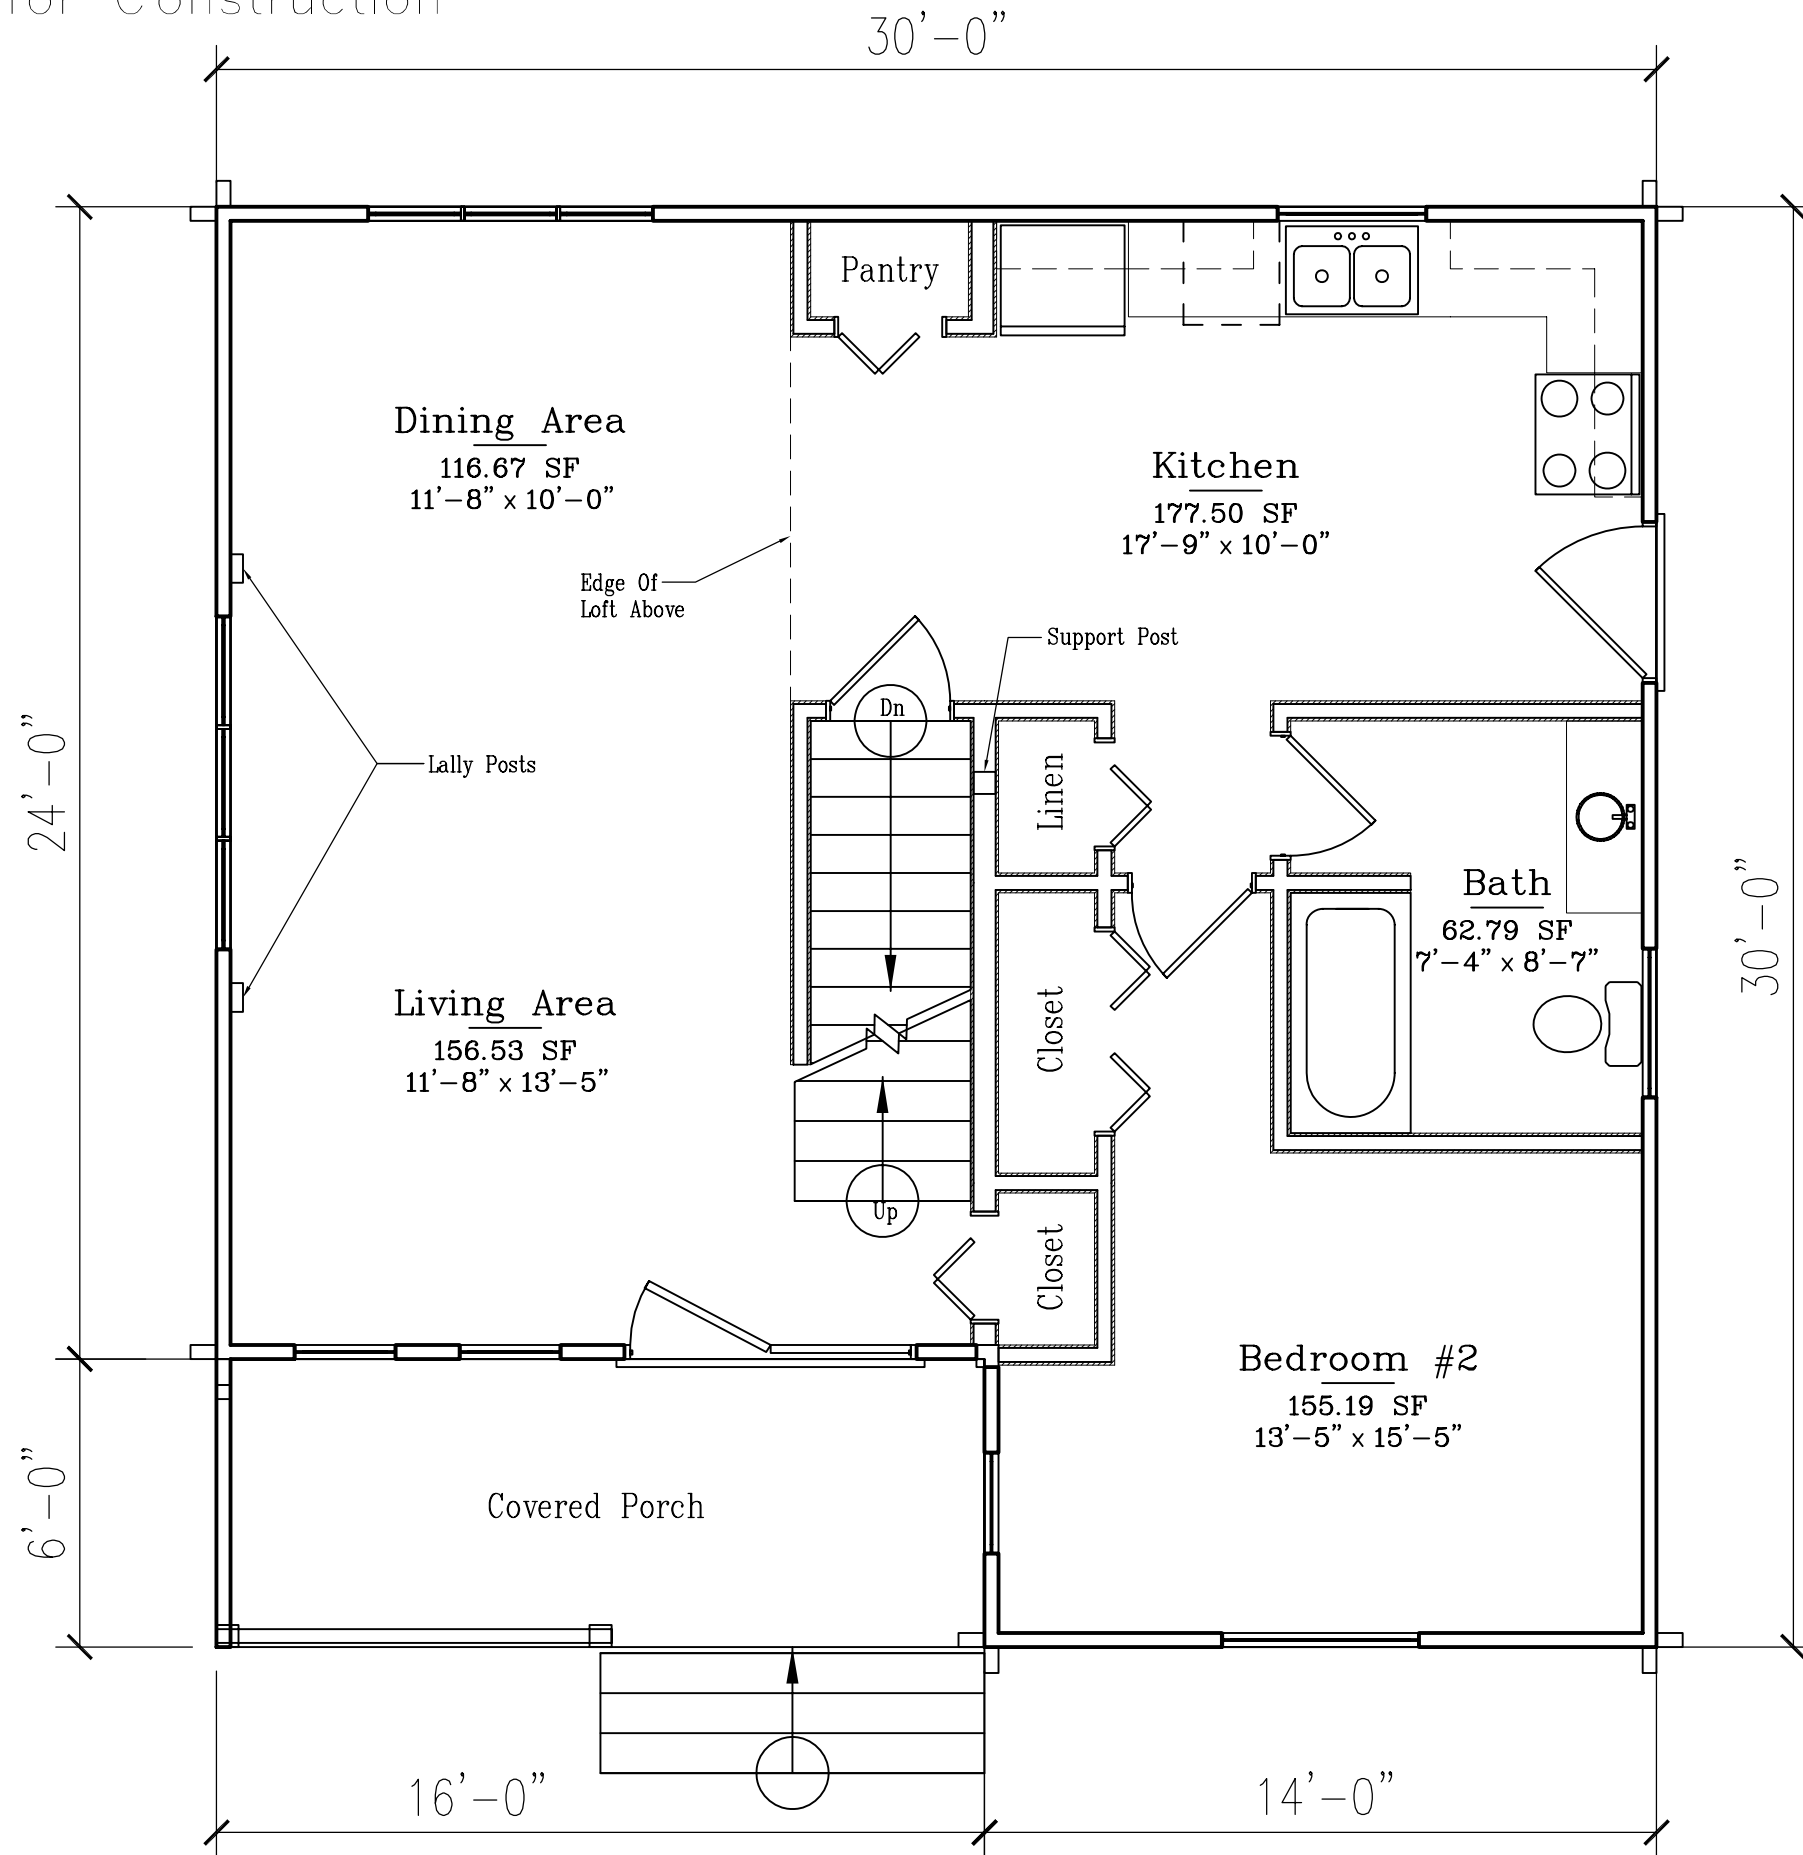 for Construction
30'-0"
Pantry
Dining Area
116.67 SF
11'-8" x 10'-0"
Kitchen
177.50 SF
17'-9" x 10'-0"
Edge Of
Loft Above
Support Post
Dn
24'-0"
Lally Posts
Linen
Bath
62.79 SF
7'-4" x 8'-7"
30'-0"
Living Area
156.53 SF
11'-8" x 13'-5"
Closet
Up
Closet
Bedroom #2
155.19 SF
13'-5" x 15'-5"
6'-0"
Covered Porch
16'-0"
14'-0"